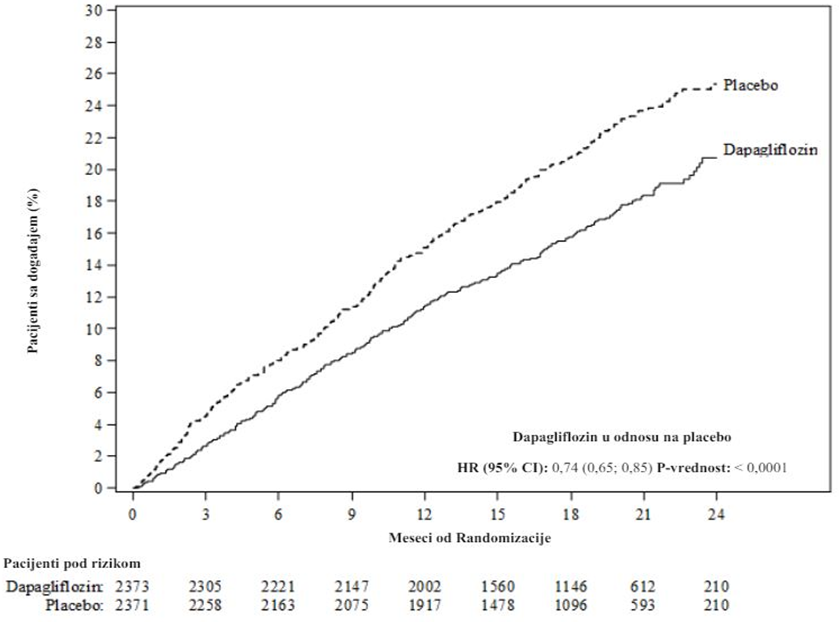 30
28
26
24
22
20
18
16
14
12
10
8
6
4
2
0
Pacijenti sa dogadajem (%)
Placebo
Dapagliflozin
Dapagliflozin u odnosu na placebo
HR (95% CI): 0,74 (0,65; 0,85) P-vrednost: < 0,0001
0 3 6 9 12 15 18 21 24
Meseci od Randomizacije
Pacijenti pod rizikom
Dapagliflozin: 2373 2305 2221 2147 2002 1560 1146 612 210
Placebo: 2371 2258 2163 2075 1917 1478 1096 593 210